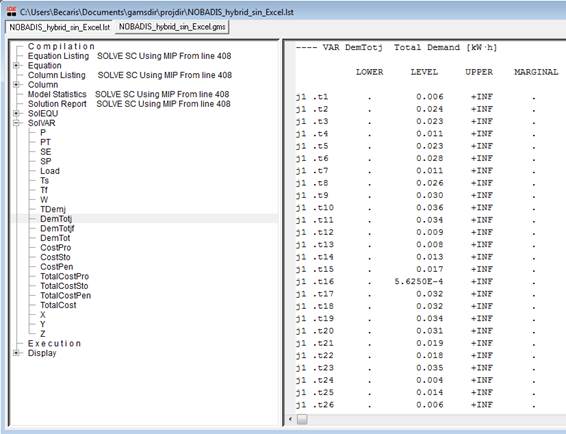 C:\Users\Becaris\Documents\gamsdir\projdir\NOBADIS_hybrid_sin_Excel.lst
NOBADIS_hybrid_sin_Excel.lst NOBADIS_hybrid_sin_Excel.gms
Compilation
Equation Listing SOLVE SC Using MIP From line 408
Equation
Column Listing SOLVE SC Using MIP From line 408
Column
Model Statistics SOLVE SC Using MIP From line 408
Solution Report SOLVE SC Using MIP From line 408
SolEQU
SolVAR
P
PT
SE
SP
Load
Ts
Tf
W
TDemj
DemTotj
DemTotjf
DemTot
CostPro
CostSto
CostPen
TotalCostPro
TotalCostSto
TotalCostPen
TotalCost
X
Y
Z
Execution
Display
---- VAR DemTotj Total Demand [kW·h]
LOWER LEVEL UPPER MARGINAL
j1 .t1 . 0.006 +INF .
j1 .t2 . 0.024 +INF .
j1 .t3 . 0.023 +INF .
j1 .t4 . 0.011 +INF .
j1 .t5 . 0.023 +INF .
j1 .t6 . 0.028 +INF .
j1 .t7 . 0.011 +INF .
j1 .t8 . 0.026 +INF .
j1 .t9 . 0.030 +INF .
j1 .t10 . 0.036 +INF .
j1 .t11 . 0.034 +INF .
j1 .t12 . 0.009 +INF .
j1 .t13 . 0.008 +INF .
j1 .t14 . 0.013 +INF .
j1 .t15 . 0.017 +INF .
j1 .t16 . 5.6250E-4 +INF .
j1 .t17 . 0.032 +INF .
j1 .t18 . 0.032 +INF .
j1 .t19 . 0.034 +INF .
j1 .t20 . 0.031 +INF .
j1 .t21 . 0.019 +INF .
j1 .t22 . 0.018 +INF .
j1 .t23 . 0.035 +INF .
j1 .t24 . 0.004 +INF .
j1 .t25 . 0.014 +INF .
j1 .t26 . 0.006 +INF .